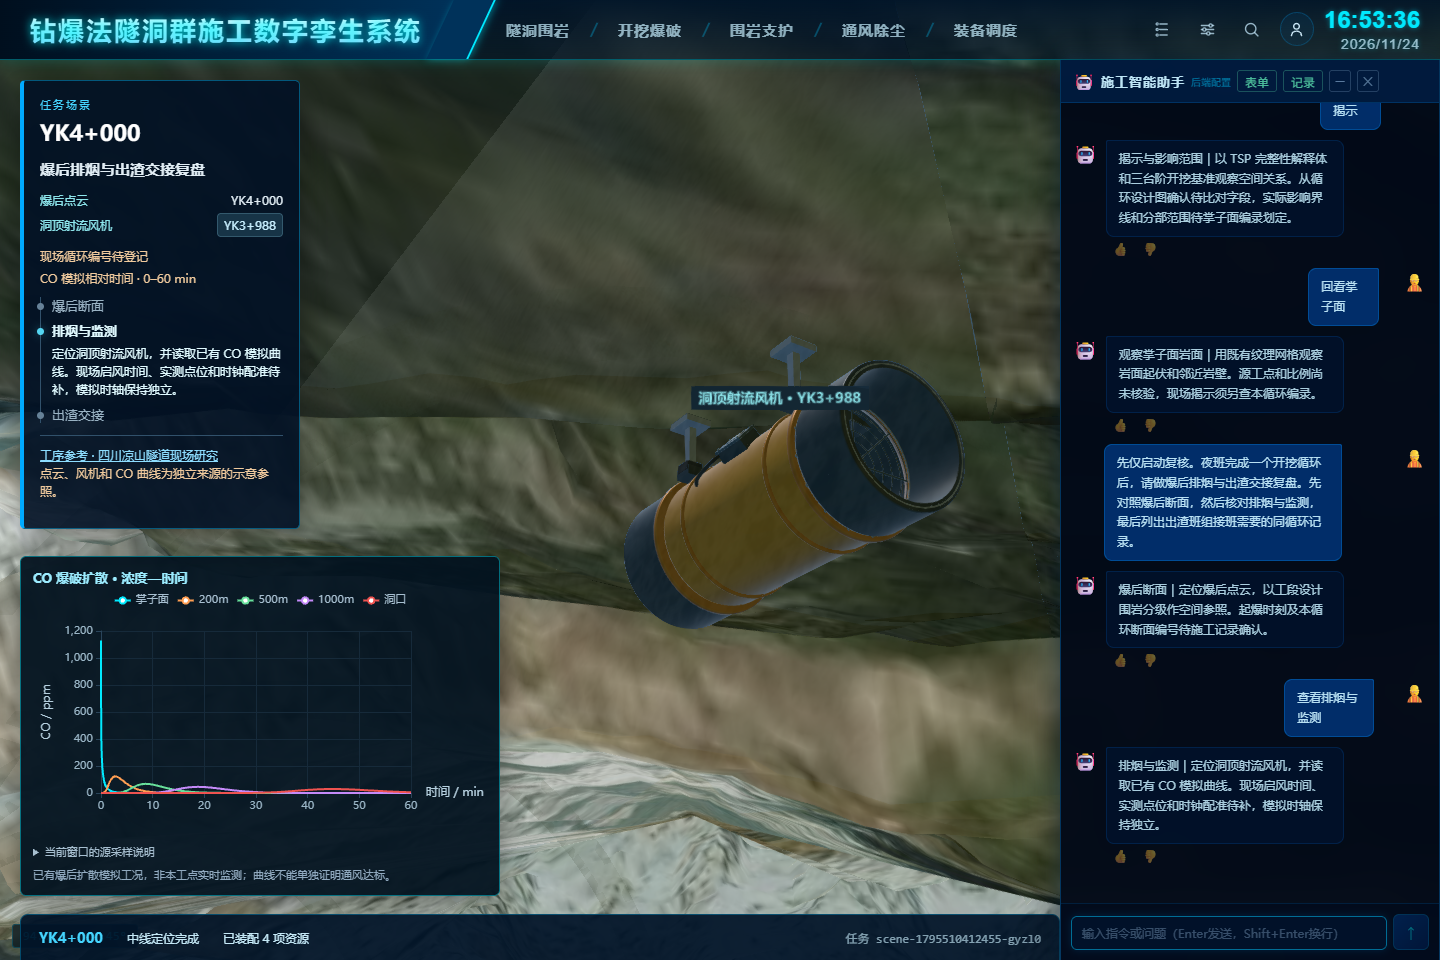 钻爆法隧洞群施工数字孪生系统
隧洞围岩 / 开挖爆破 / 围岩支护 / 通风除尘 / 装备调度
16:53:36
2026/11/24
任务场景
YK4+000
爆后排烟与出渣交接复盘
爆后点云 YK4+000
洞顶射流风机 YK3+988
现场循环编号待登记
CO 模拟相对时间 · 0–60 min
爆后断面
排烟与监测
定位洞顶射流风机，并读取已有 CO 模拟曲
线。现场启风时间、实测点位和时钟配准待
补，模拟时轴保持独立。
出渣交接
工序参考 · 四川凉山隧道现场研究
点云、风机和 CO 曲线为独立来源的示意参
照。
洞顶射流风机 • YK3+988
CO 爆破扩散 • 浓度—时间
掌子面 200m 500m 1000m 洞口
1,200
1,000
800
600
400
200
0
CO / ppm
0 10 20 30 40 50 60
时间 / min
▶ 当前窗口的源采样说明
已有爆后扩散模拟工况，非本工点实时监测；曲线不能单独证明通风达标。
YK4+000 中线定位完成 已装配 4 项资源 任务 scene-1795510412455-gyzl0
施工智能助手 后端配置 表单 记录
揭示
揭示与影响范围 | 以 TSP 完整性解释体
和三台阶开挖基准观察空间关系。从循
环设计图确认待比对字段，实际影响界
线和分部范围待掌子面编录划定。
回看掌
子面
观察掌子面岩面 | 用既有纹理网格观察
岩面起伏和邻近岩壁。源工点和比例尚
未核验，现场揭示须另查本循环编录。
先仅启动复核。夜班完成一个开挖循环
后，请做爆后排烟与出渣交接复盘。先
对照爆后断面，然后核对排烟与监测，
最后列出出渣班组接班需要的同循环记
录。
爆后断面 | 定位爆后点云，以工段设计
围岩分级作空间参照。起爆时刻及本循
环断面编号待施工记录确认。
查看排烟与
监测
排烟与监测 | 定位洞顶射流风机，并读
取已有 CO 模拟曲线。现场启风时间、
实测点位和时钟配准待补，模拟时轴保
持独立。
输入指令或问题（Enter发送，Shift+Enter换行）